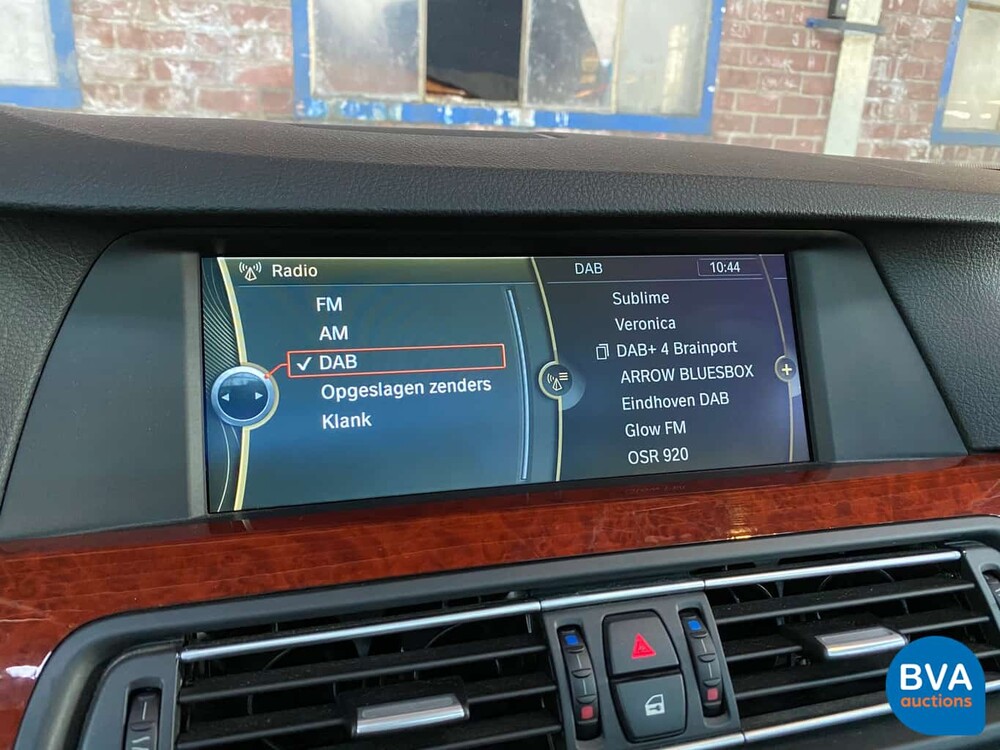 Radio
FM
AM
DAB
Opgeslagen zenders
Klank
DAB
10:44
Sublime
Veronica
DAB+ 4 Brainport
ARROW BLUESBOX
Eindhoven DAB
Glow FM
OSR 920
BVA
auctions